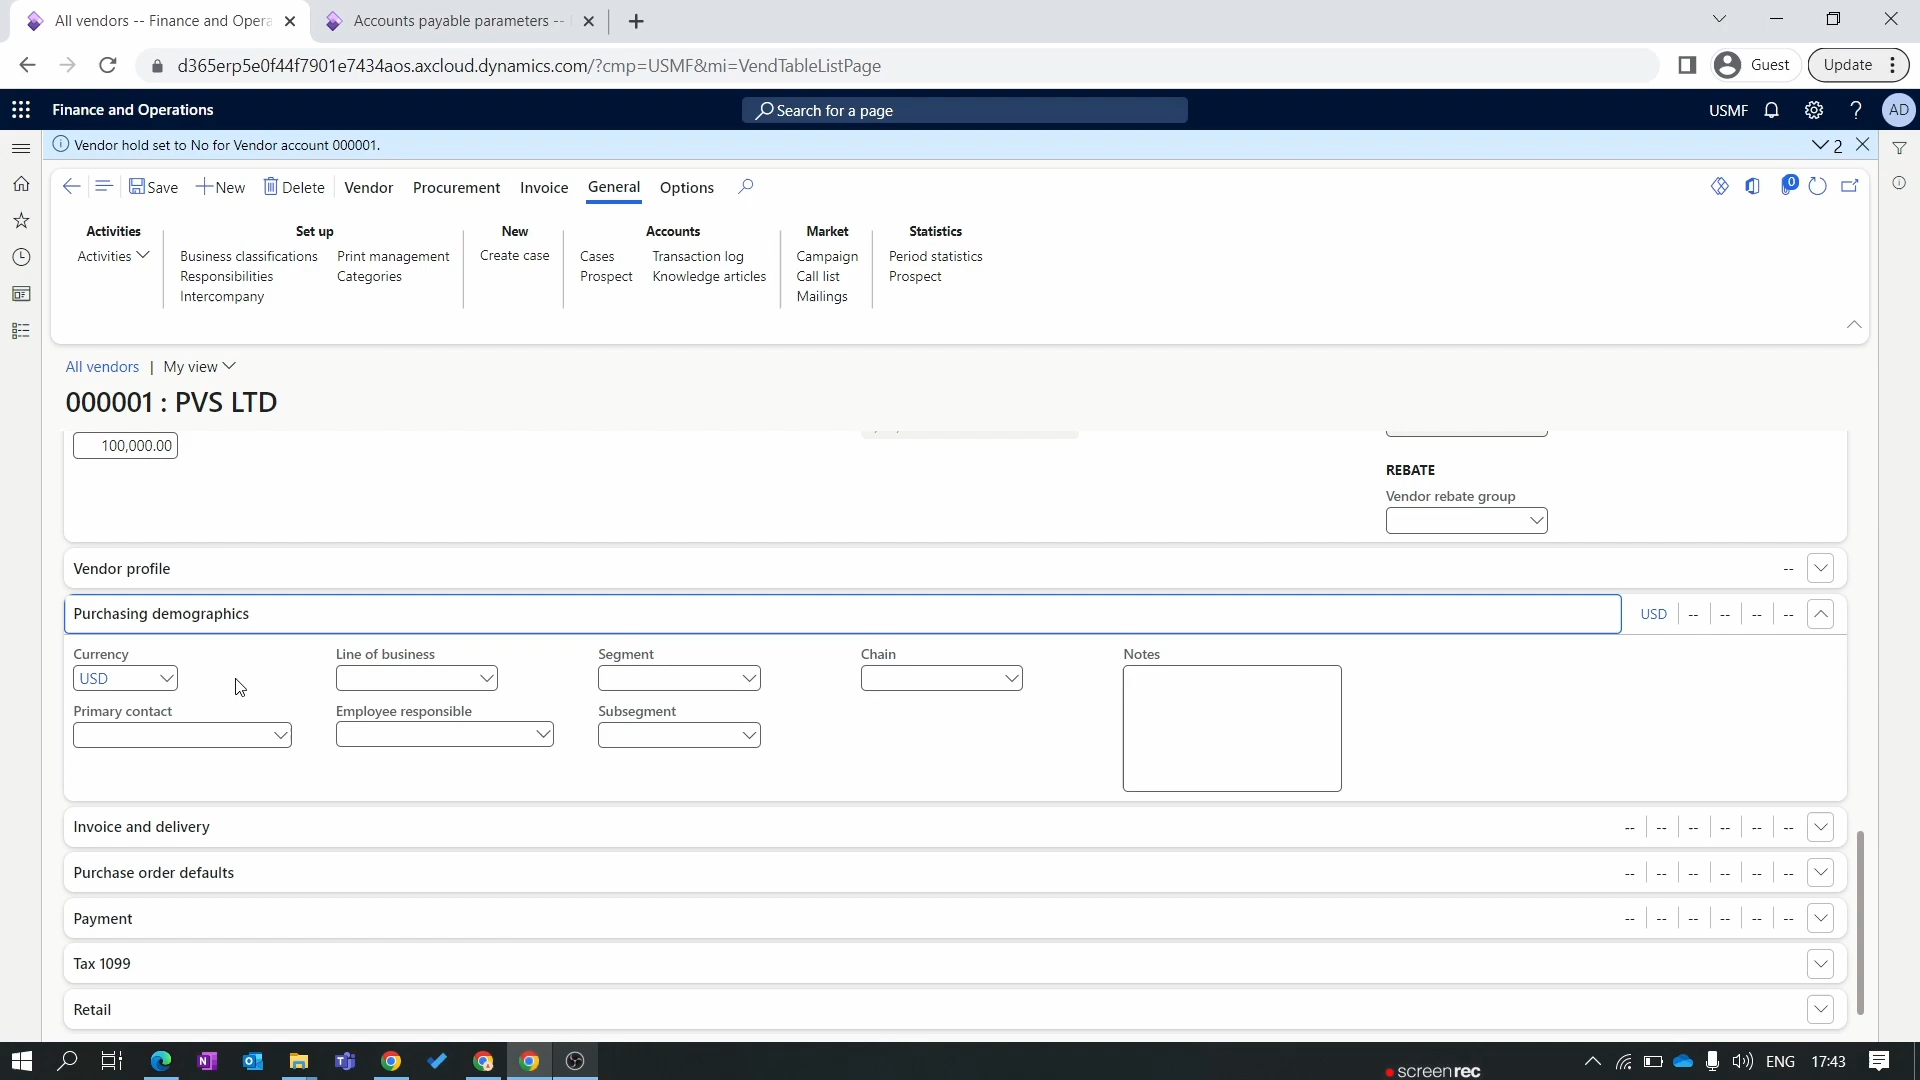 All vendors -- Finance and Opera
Accounts payable parameters --
d365erp5e0f44f7901e7434aos.axcloud.dynamics.com/?cmp=USMF&mi=VendTableListPage
Guest
Update
Finance and Operations
Search for a page
USMF
AD
Vendor hold set to No for Vendor account 000001.
2
Save
New
Delete
Vendor
Procurement
Invoice
General
Options
0
Activities
Set up
New
Accounts
Market
Statistics
Activities
Business classifications
Print management
Create case
Cases
Transaction log
Campaign
Period statistics
Responsibilities
Categories
Prospect
Knowledge articles
Call list
Prospect
Intercompany
Mailings
All vendors | My view
000001 : PVS LTD
100,000.00
REBATE
Vendor rebate group
Vendor profile
--
Purchasing demographics
USD -- -- -- --
Currency
Line of business
Segment
Chain
Notes
USD
Primary contact
Employee responsible
Subsegment
Invoice and delivery
-- -- -- -- -- --
Purchase order defaults
-- -- -- -- -- --
Payment
-- -- -- -- -- --
Tax 1099
Retail
screenrec
ENG
17:43